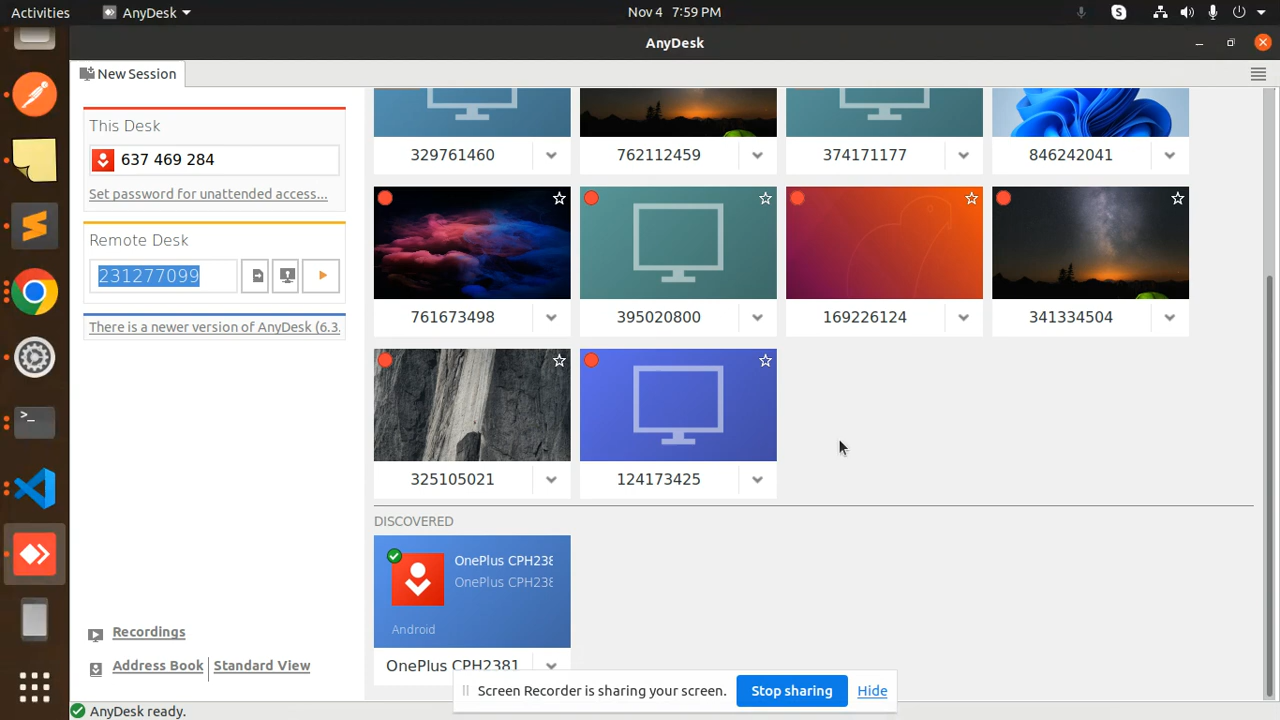 Activities
AnyDesk
Nov 4 7:59 PM
AnyDesk
New Session
This Desk
637 469 284
Set password for unattended access...
Remote Desk
231277099
There is a newer version of AnyDesk (6.3.
329761460
762112459
374171177
846242041
761673498
395020800
169226124
341334504
325105021
124173425
DISCOVERED
OnePlus CPH238
OnePlus CPH238
Android
OnePlus CPH2381
Recordings
Address Book
Standard View
Screen Recorder is sharing your screen.
Stop sharing
Hide
AnyDesk ready.